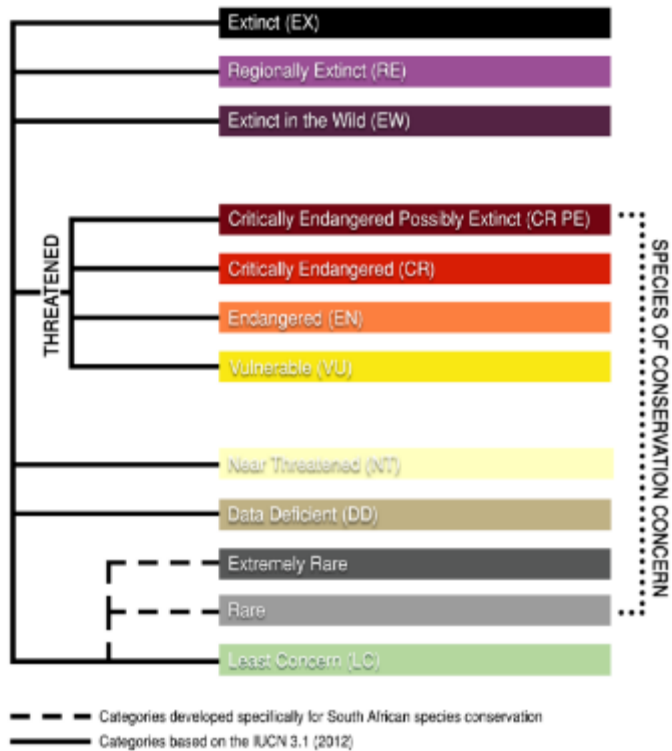 Extinct (EX)
Regionally Extinct (RE)
Extinct in the Wild (EW)
THREATENED
Critically Endangered Possibly Extinct (CR PE)
Critically Endangered (CR)
Endangered (EN)
Vulnerable (VU)
SPECIES OF CONSERVATION CONCERN
Near Threatened (NT)
Data Deficient (DD)
Extremely Rare
Rare
Least Concern (LC)
Categories developed specifically for South African species conservation
Categories based on the IUCN 3.1 (2012)